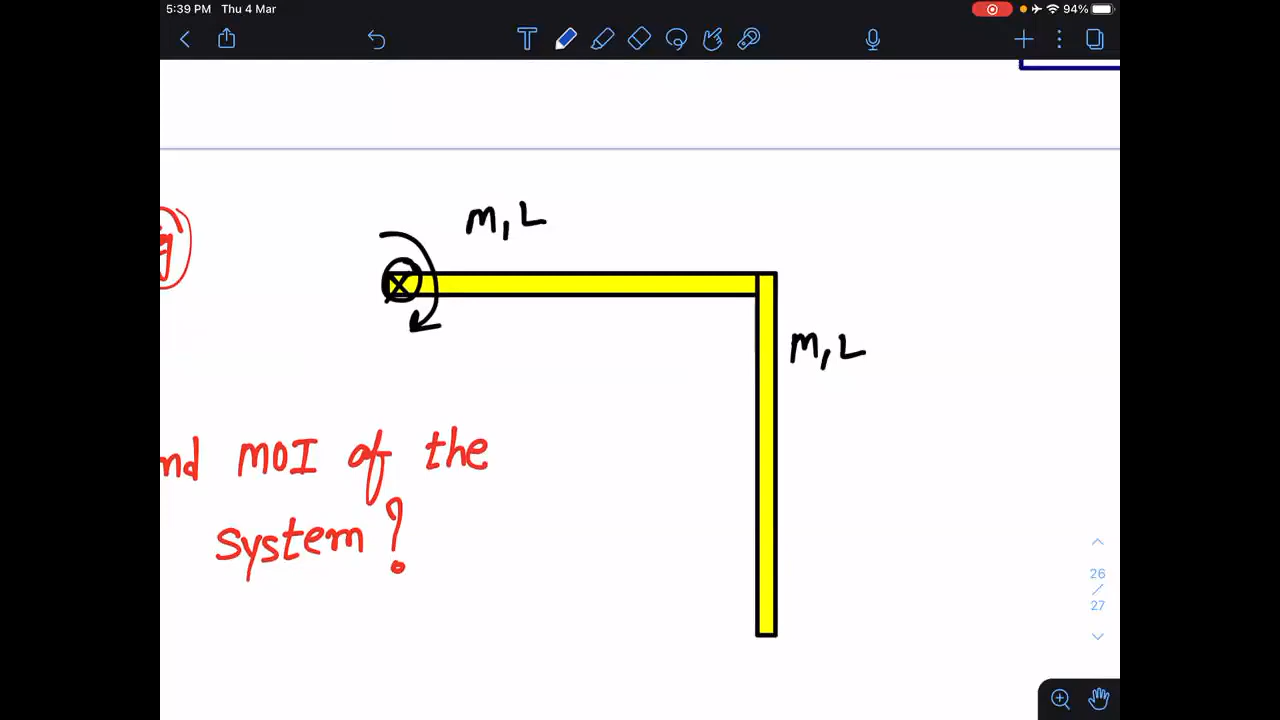 5:39 PM Thu 4 Mar
94%
M, L
M, L
nd MOI of the
system?
26
/
27